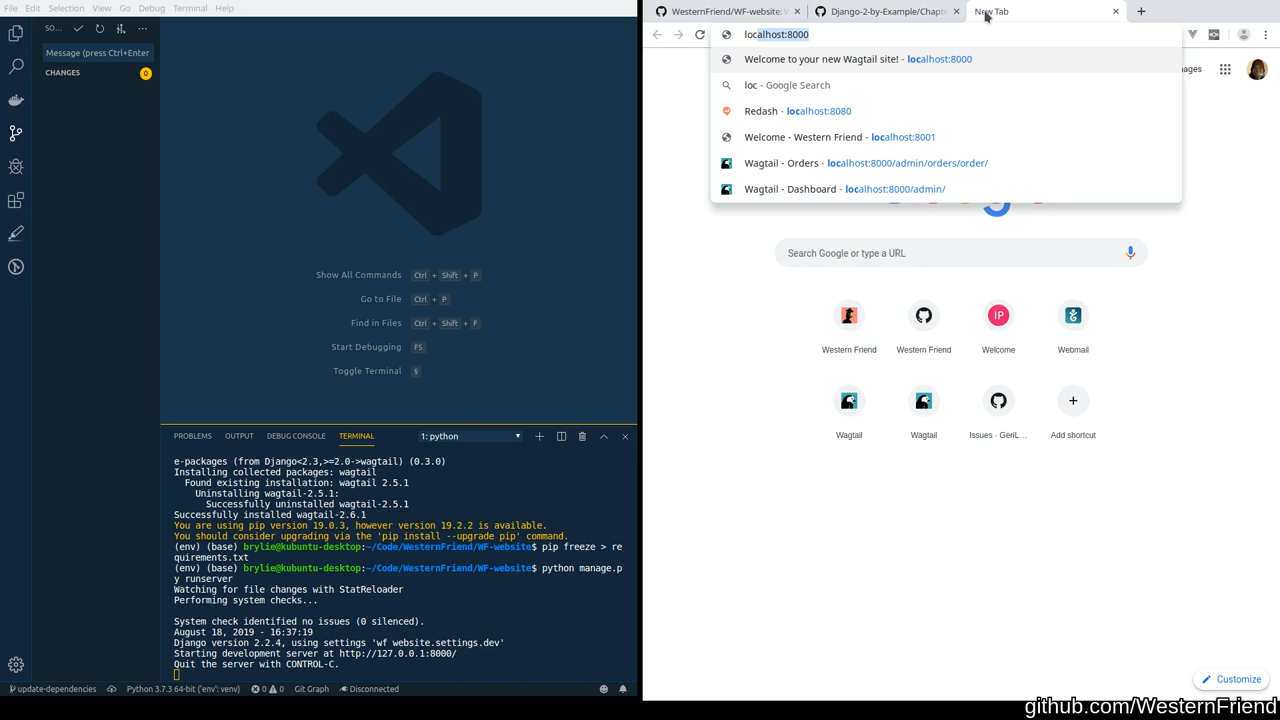 File Edit Selection View Go Debug Terminal Help
SO...
Message (press Ctrl+Enter
CHANGES 0
Show All Commands Ctrl + Shift + P
Go to File Ctrl + P
Find in Files Ctrl + Shift + F
Start Debugging F5
Toggle Terminal §
PROBLEMS OUTPUT DEBUG CONSOLE TERMINAL 1: python
e-packages (from Django<2.3,>=2.0->wagtail) (0.3.0)
Installing collected packages: wagtail
Found existing installation: wagtail 2.5.1
Uninstalling wagtail-2.5.1:
Successfully uninstalled wagtail-2.5.1
Successfully installed wagtail-2.6.1
You are using pip version 19.0.3, however version 19.2.2 is available.
You should consider upgrading via the 'pip install --upgrade pip' command.
(env) (base) brylie@kubuntu-desktop:~/Code/WesternFriend/WF-website$ pip freeze > re
quirements.txt
(env) (base) brylie@kubuntu-desktop:~/Code/WesternFriend/WF-website$ python manage.p
y runserver
Watching for file changes with StatReloader
Performing system checks...
System check identified no issues (0 silenced).
August 18, 2019 - 16:37:19
Django version 2.2.4, using settings 'wf_website.settings.dev'
Starting development server at http://127.0.0.1:8000/
Quit the server with CONTROL-C.
update-dependencies Python 3.7.3 64-bit ('env': venv) 0 0 Git Graph Disconnected
WesternFriend/WF-website: W Django-2-by-Example/Chapte New Tab
localhost:8000
Welcome to your new Wagtail site! - localhost:8000
loc - Google Search
Redash - localhost:8080
Welcome - Western Friend - localhost:8001
Wagtail - Orders - localhost:8000/admin/orders/order/
Wagtail - Dashboard - localhost:8000/admin/
ages
Search Google or type a URL
IP
Western Friend Western Friend Welcome Webmail
Wagtail Wagtail Issues · GeriL... Add shortcut
Customize
github.com/WesternFriend